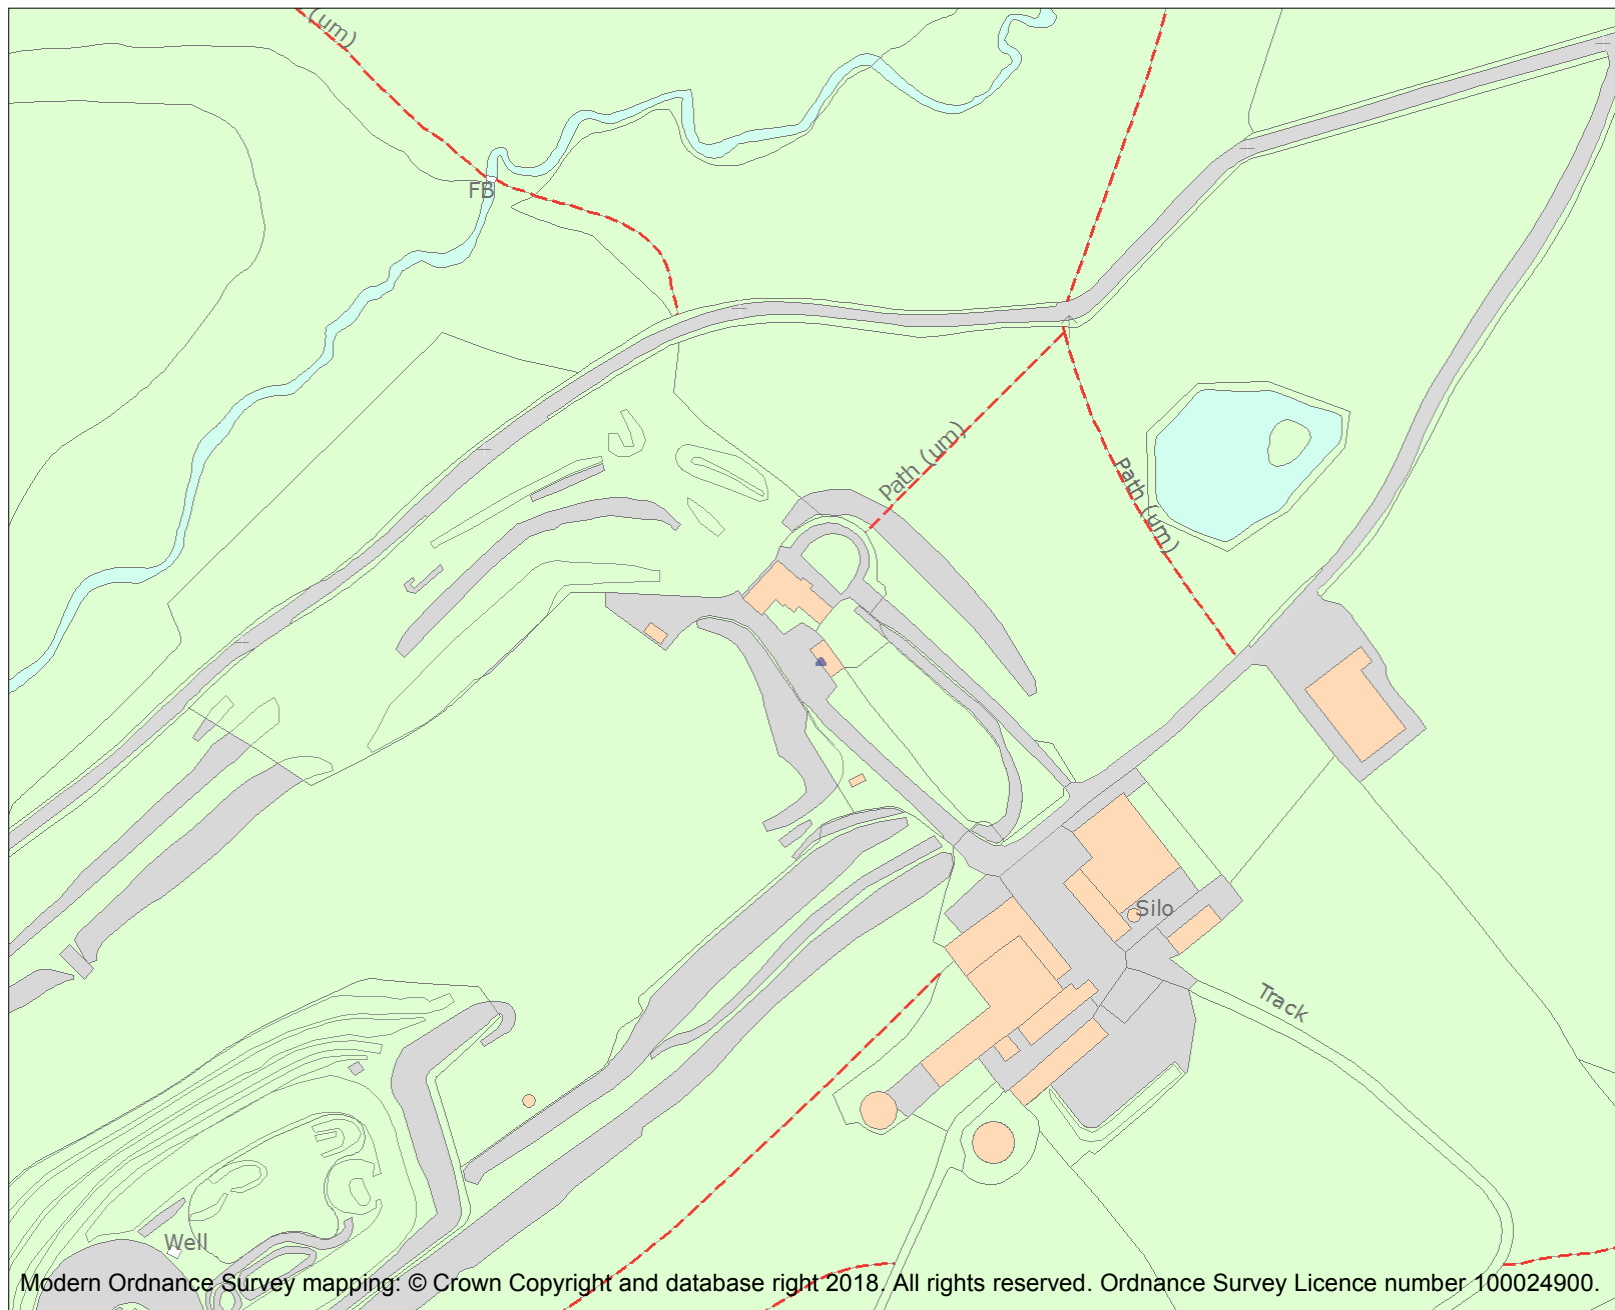 (um)
FB
Path (um)
Path (um)
Silo
Track
Well
Modern Ordnance Survey mapping: © Crown Copyright and database right 2018. All rights reserved. Ordnance Survey Licence number 100024900.